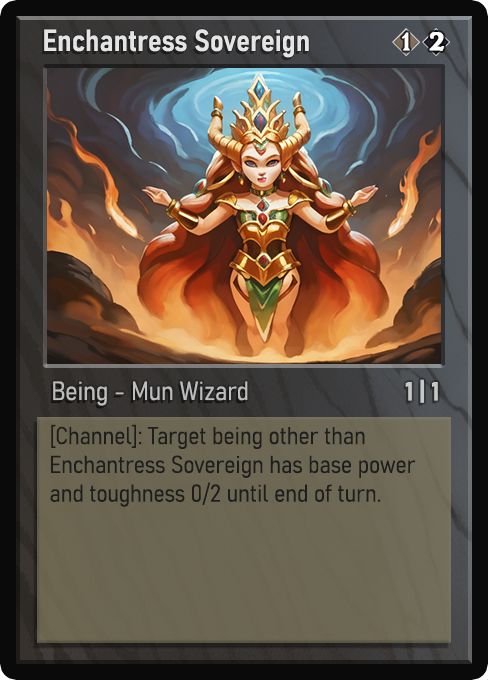 Enchantress Sovereign 1 2
Being - Mun Wizard 1|1
[Channel]: Target being other than
Enchantress Sovereign has base power
and toughness 0/2 until end of turn.